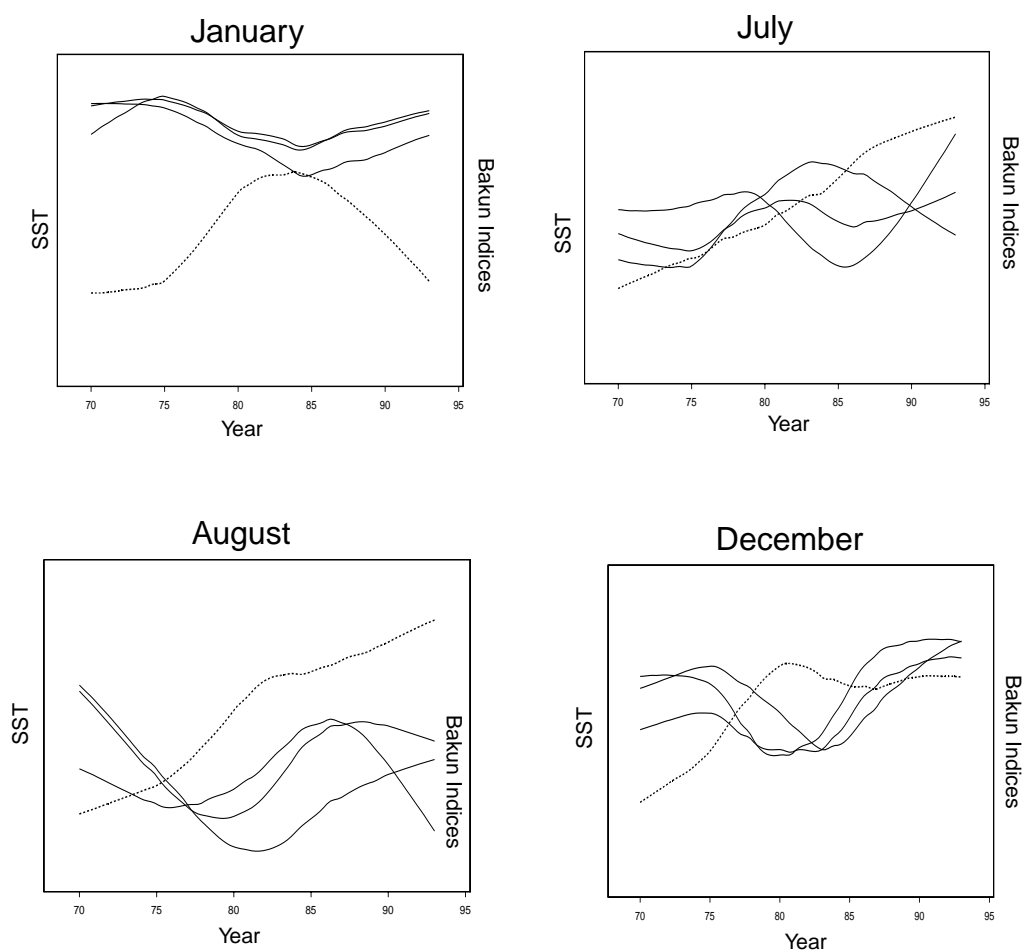 January
SST
Bakun Indices
70 75 80 85 90 95
Year
July
SST
Bakun Indices
70 75 80 85 90 95
Year
August
SST
Bakun Indices
70 75 80 85 90 95
Year
December
SST
Bakun Indices
70 75 80 85 90 95
Year